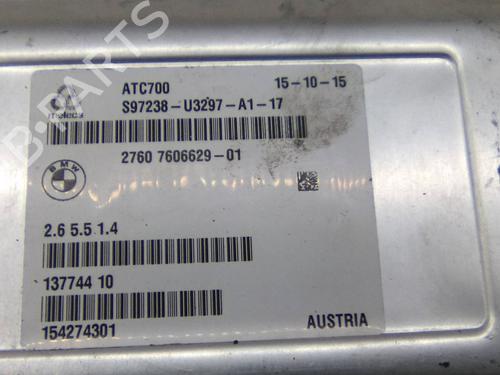 B-PARTS
ATC700 15-10-15
S97238-U3297-A1-17
melecs
BMW
2760 7606629-01
2.6 5.5 1.4
137744 10
154274301
AUSTRIA